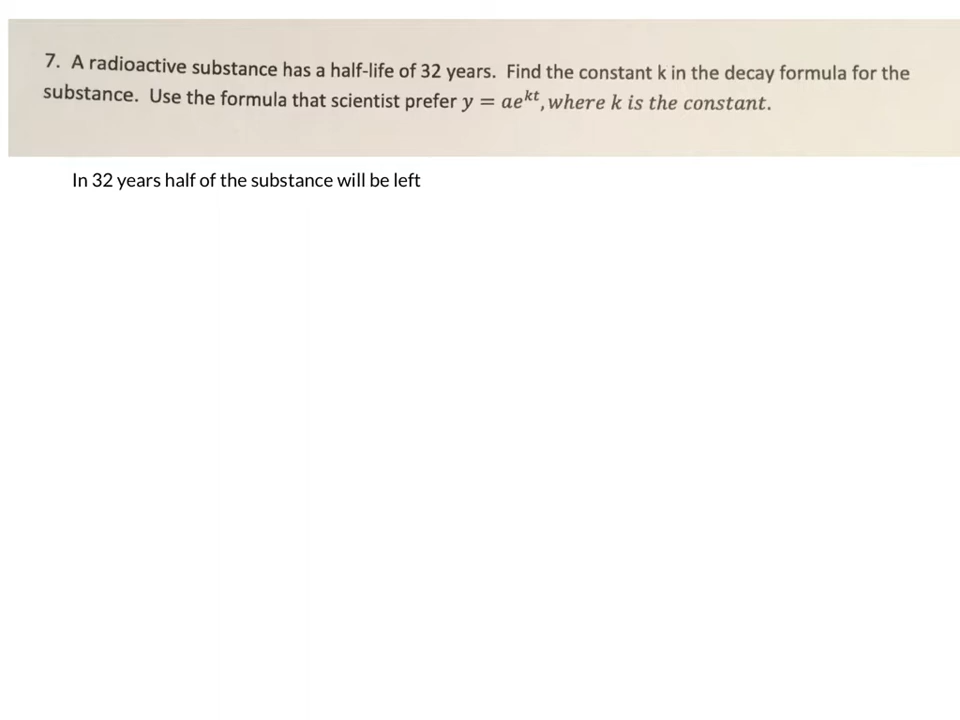 7. A radioactive substance has a half-life of 32 years. Find the constant k in the decay formula for the
substance. Use the formula that scientist prefer y = ae^{kt}, where k is the constant.
In 32 years half of the substance will be left